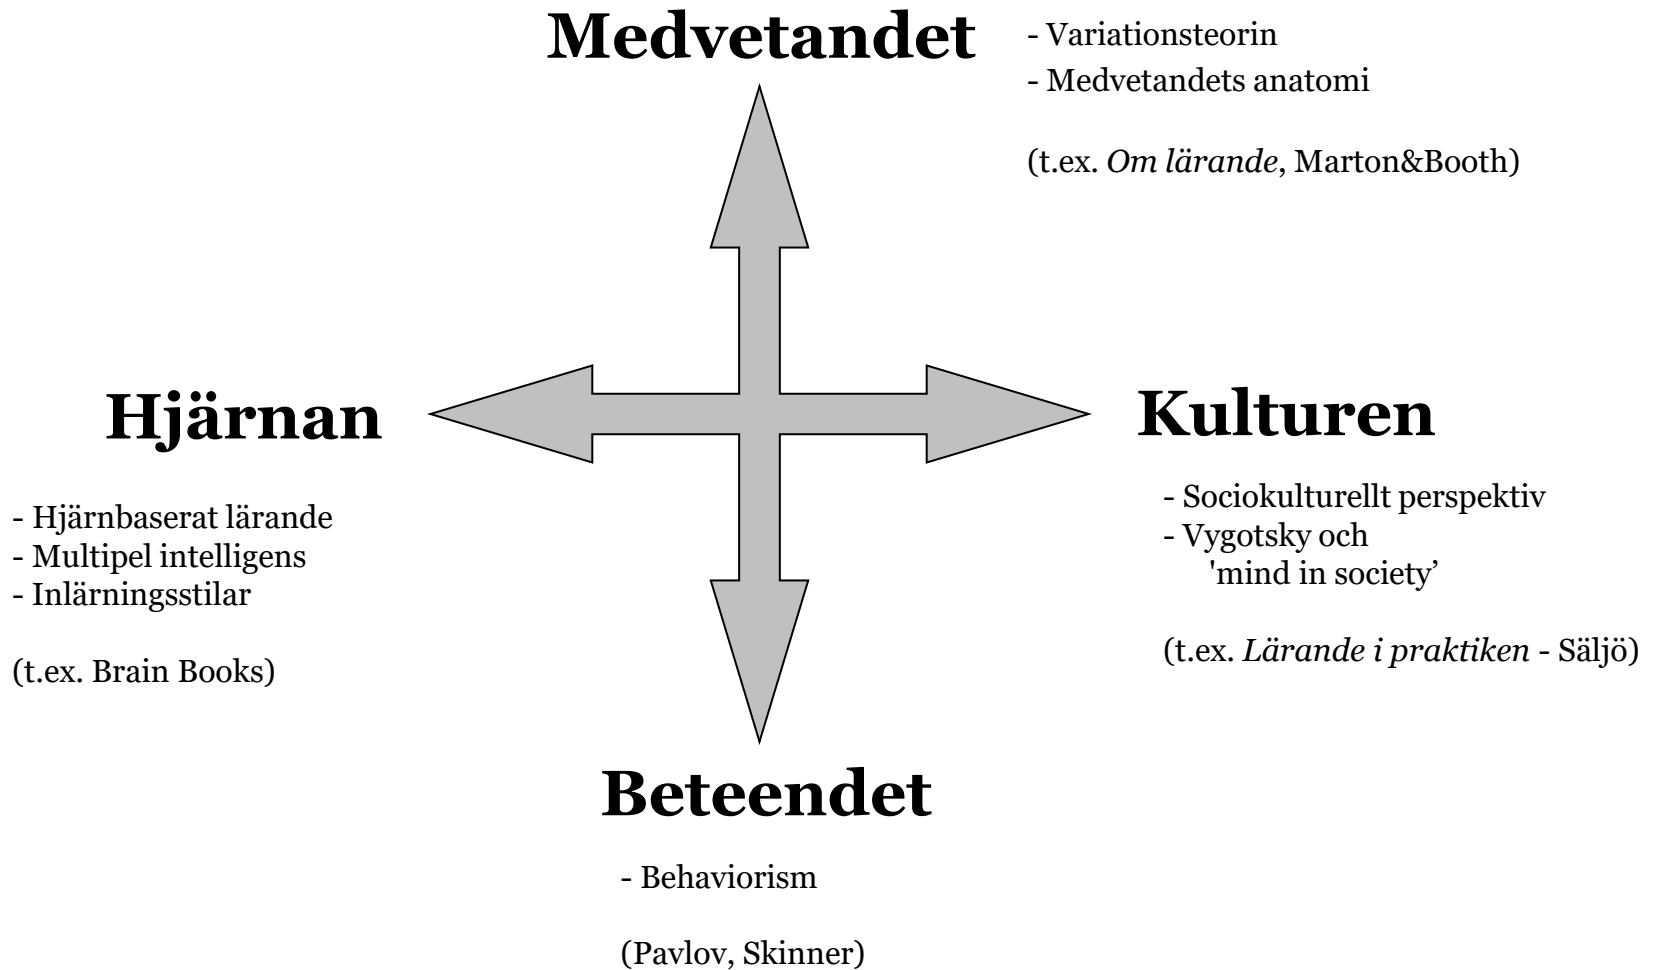 Medvetandet
- Variationsteorin
- Medvetandets anatomi
(t.ex. Om lärande, Marton&Booth)
Hjärnan
- Hjärnbaserat lärande
- Multipel intelligens
- Inlärningsstilar
(t.ex. Brain Books)
Kulturen
- Sociokulturellt perspektiv
- Vygotsky och
'mind in society’
(t.ex. Lärande i praktiken - Säljö)
Beteendet
- Behaviorism
(Pavlov, Skinner)